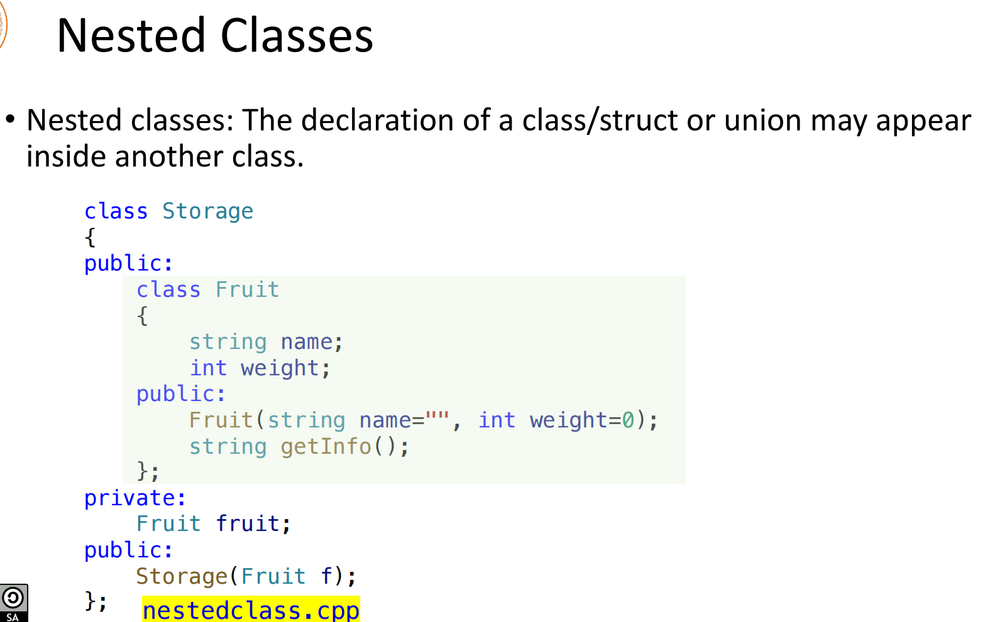 Nested Classes
• Nested classes: The declaration of a class/struct or union may appear
inside another class.
class Storage
{
public:
    class Fruit
    {
        string name;
        int weight;
    public:
        Fruit(string name="", int weight=0);
        string getInfo();
    };
private:
    Fruit fruit;
public:
    Storage(Fruit f);
};
nestedclass.cpp
SA